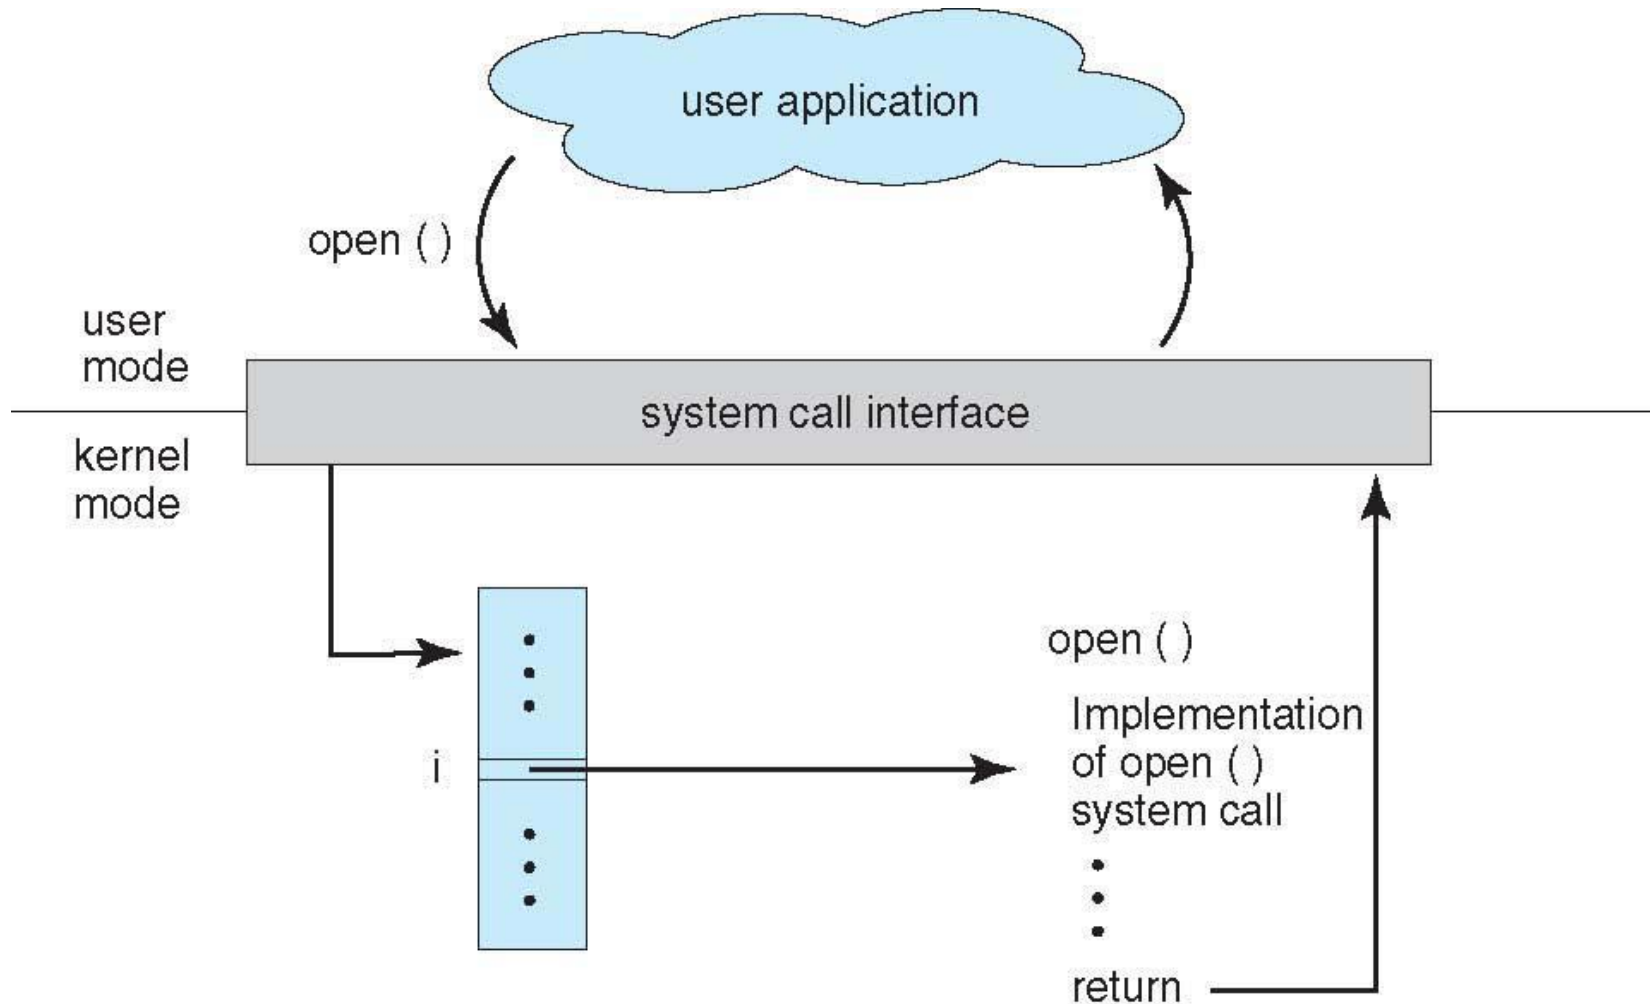 user application
open ( )
user
mode
system call interface
kernel
mode
open ( )
Implementation
of open ( )
system call
i
return